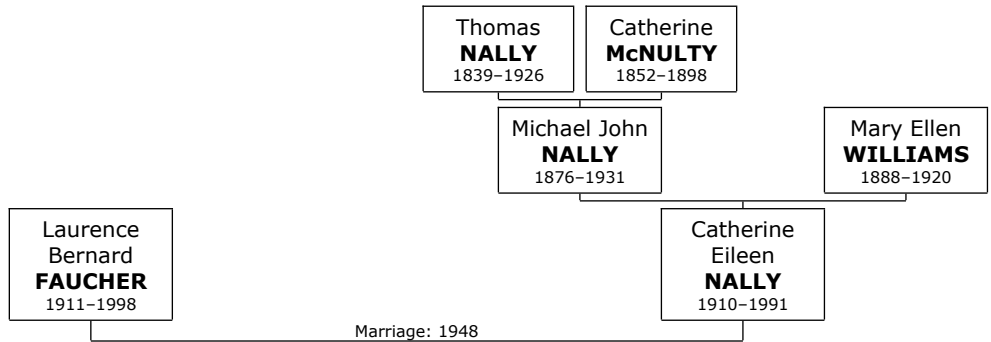 Thomas
NALLY
1839–1926
Catherine
McNULTY
1852–1898
Michael John
NALLY
1876–1931
Mary Ellen
WILLIAMS
1888–1920
Laurence
Bernard
FAUCHER
1911–1998
Catherine
Eileen
NALLY
1910–1991
Marriage: 1948